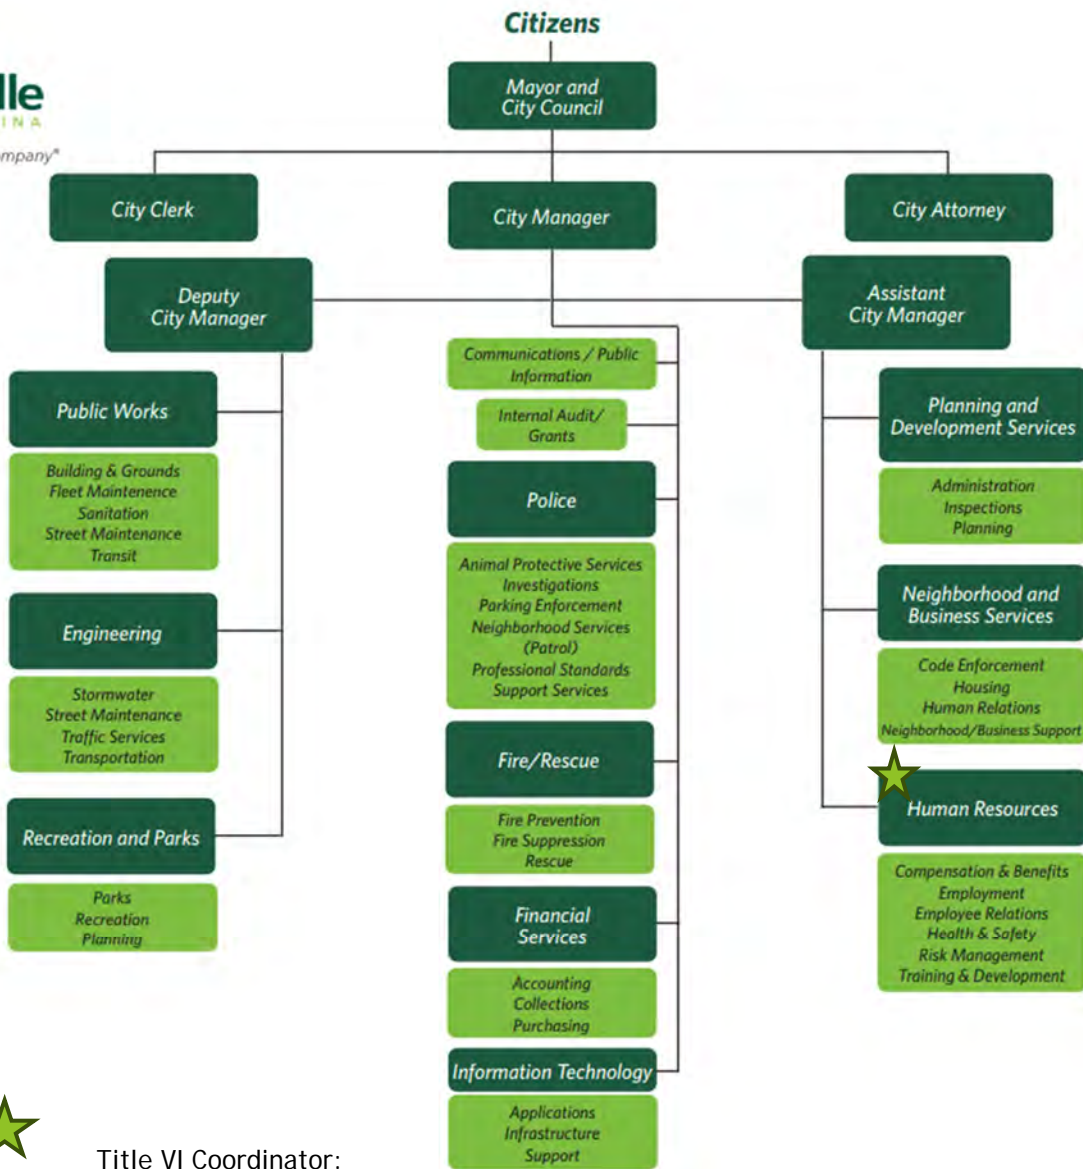 Citizens
lle
INA
mpany®
Mayor and
City Council
City Clerk
City Manager
City Attorney
Deputy
City Manager
Assistant
City Manager
Public Works
Building & Grounds
Fleet Maintenence
Sanitation
Street Maintenance
Transit
Engineering
Stormwater
Street Maintenance
Traffic Services
Transportation
Recreation and Parks
Parks
Recreation
Planning
Communications / Public
Information
Internal Audit/
Grants
Police
Animal Protective Services
Investigations
Parking Enforcement
Neighborhood Services
(Patrol)
Professional Standards
Support Services
Fire/Rescue
Fire Prevention
Fire Suppression
Rescue
Financial
Services
Accounting
Collections
Purchasing
Information Technology
Applications
Infrastructure
Support
Planning and
Development Services
Administration
Inspections
Planning
Neighborhood and
Business Services
Code Enforcement
Housing
Human Relations
Neighborhood/Business Support
Human Resources
Compensation & Benefits
Employment
Employee Relations
Health & Safety
Risk Management
Training & Development
Title VI Coordinator: